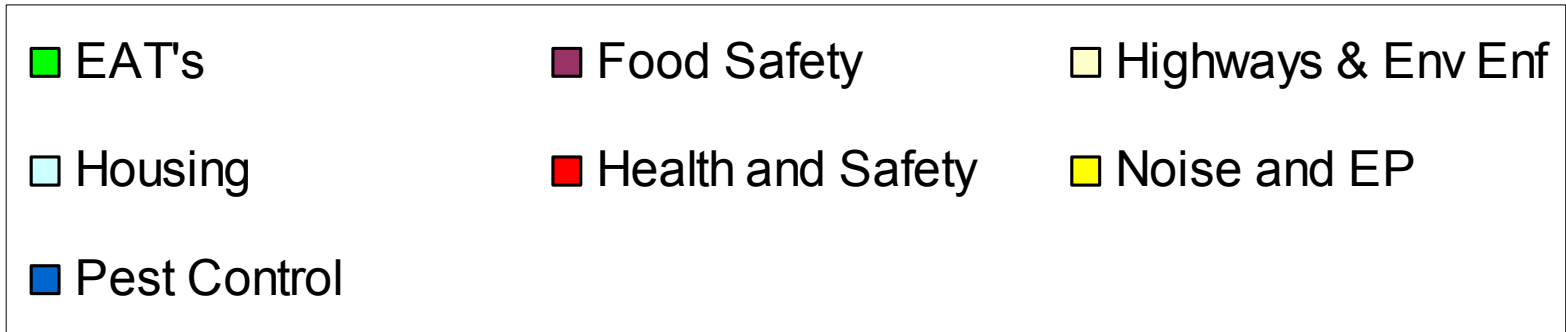 EAT's Food Safety Highways & Env Enf
Housing Health and Safety Noise and EP
Pest Control